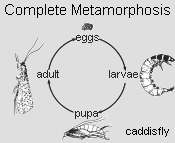 Complete Metamorphosis
eggs
adult
larvae
pupa
caddisfly